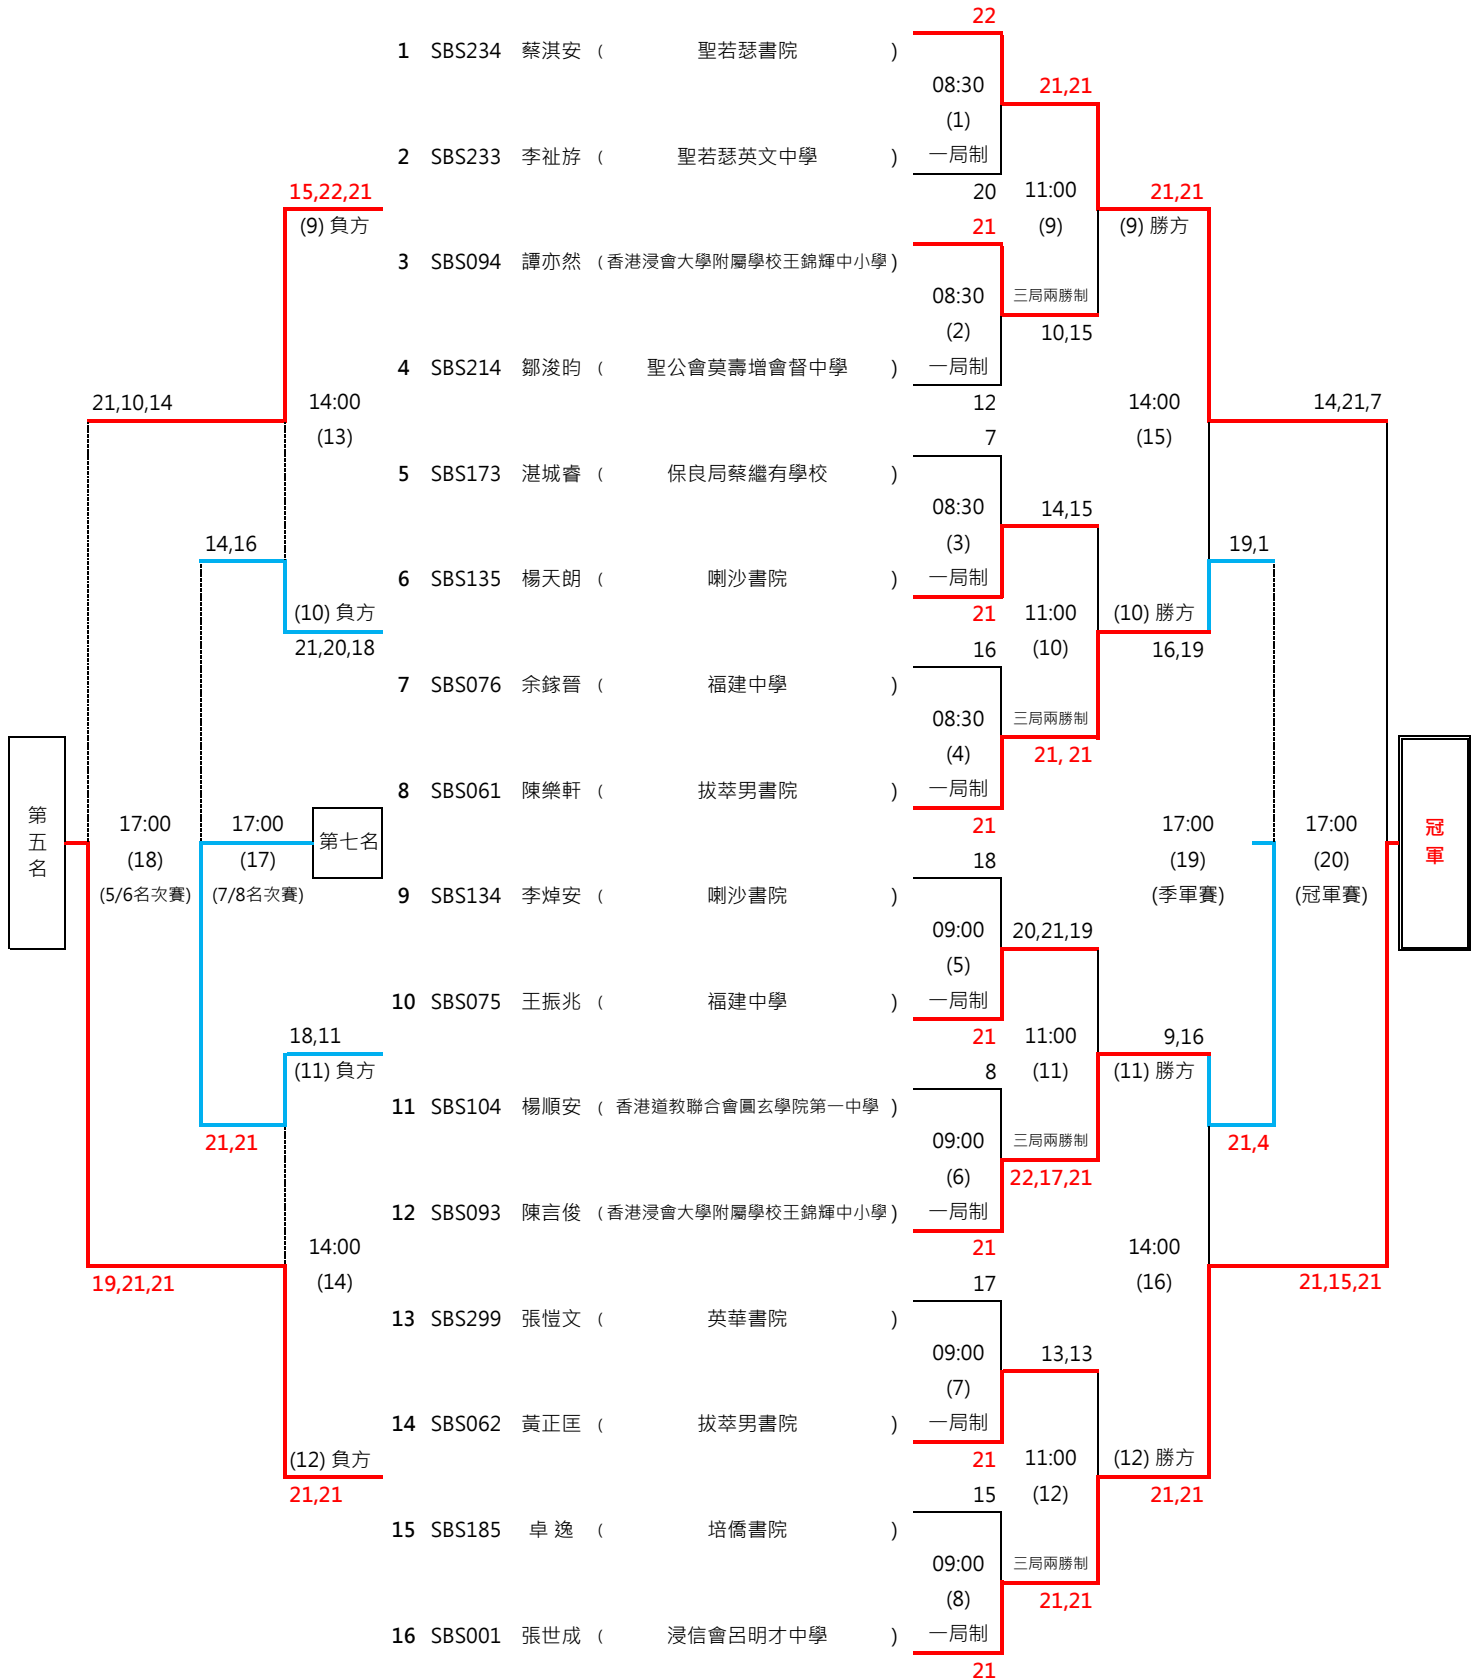 22
1 SBS234 蔡淇安 ( 聖若瑟書院 )
08:30 21,21
(1)
2 SBS233 李祉斿 ( 聖若瑟英文中學 ) 一局制
15,22,21 20 11:00 21,21
(9) 負方 21 (9) (9) 勝方
3 SBS094 譚亦然 ( 香港浸會大學附屬學校王錦輝中小學 )
08:30 三局兩勝制
(2) 10,15
4 SBS214 鄒浚昀 ( 聖公會莫壽增會督中學 ) 一局制
21,10,14 14:00 12 14:00 14,21,7
(13) 7 (15)
5 SBS173 湛城睿 ( 保良局蔡繼有學校 )
08:30 14,15
14,16 (3) 19,1
6 SBS135 楊天朗 ( 喇沙書院 ) 一局制
(10) 負方 21 11:00 (10) 勝方
21,20,18 16 (10) 16,19
7 SBS076 余鎵晉 ( 福建中學 )
08:30 三局兩勝制
(4) 21, 21
8 SBS061 陳樂軒 ( 拔萃男書院 ) 一局制
第五名 17:00 17:00 第七名 21 17:00 17:00 冠軍
(18) (17) 18 (19) (20)
(5/6名次賽) (7/8名次賽) 9 SBS134 李焯安 ( 喇沙書院 ) (季軍賽) (冠軍賽)
09:00 20,21,19
(5)
10 SBS075 王振兆 ( 福建中學 ) 一局制
18,11 21 11:00 9,16
(11) 負方 8 (11) (11) 勝方
11 SBS104 楊順安 ( 香港道教聯合會圓玄學院第一中學 )
21,21 09:00 三局兩勝制 21,4
(6) 22,17,21
12 SBS093 陳言俊 ( 香港浸會大學附屬學校王錦輝中小學 ) 一局制
14:00 21 14:00
19,21,21 (14) 17 (16) 21,15,21
13 SBS299 張愷文 ( 英華書院 )
09:00 13,13
(7)
14 SBS062 黃正匡 ( 拔萃男書院 ) 一局制
(12) 負方 21 11:00 (12) 勝方
21,21 15 (12) 21,21
15 SBS185 卓 逸 ( 培僑書院 )
09:00 三局兩勝制
(8) 21,21
16 SBS001 張世成 ( 浸信會呂明才中學 ) 一局制
21